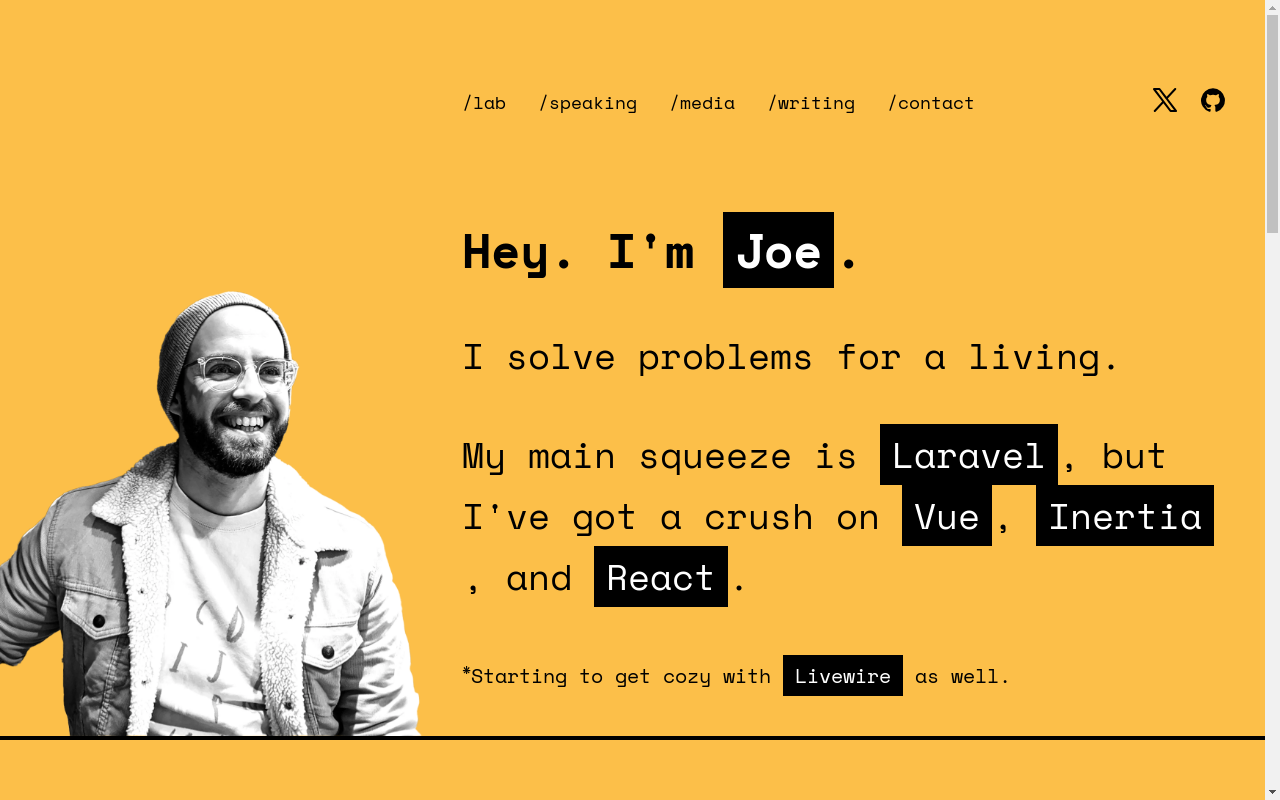 /lab /speaking /media /writing /contact
Hey. I'm Joe.
I solve problems for a living.
My main squeeze is Laravel, but
I've got a crush on Vue, Inertia
, and React.
*Starting to get cozy with Livewire as well.